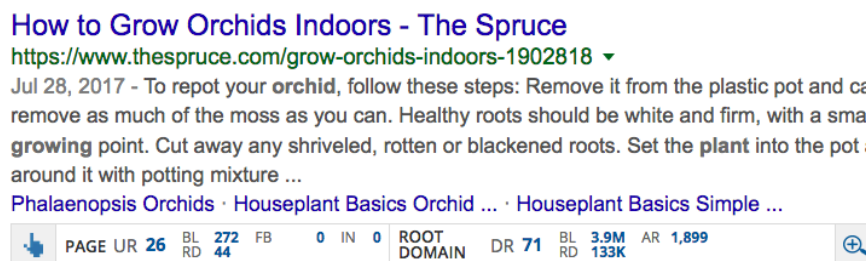 How to Grow Orchids Indoors - The Spruce
https://www.thespruce.com/grow-orchids-indoors-1902818
Jul 28, 2017 - To repot your orchid, follow these steps: Remove it from the plastic pot and
remove as much of the moss as you can. Healthy roots should be white and firm, with a
growing point. Cut away any shriveled, rotten or blackened roots. Set the plant into the pot
around it with potting mixture ...
Phalaenopsis Orchids · Houseplant Basics Orchid ... · Houseplant Basics Simple ...
PAGE UR 26 BL 272 FB 0 IN 0 ROOT DR 71 BL 3.9M AR 1,899
RD 44 DOMAIN RD 133K